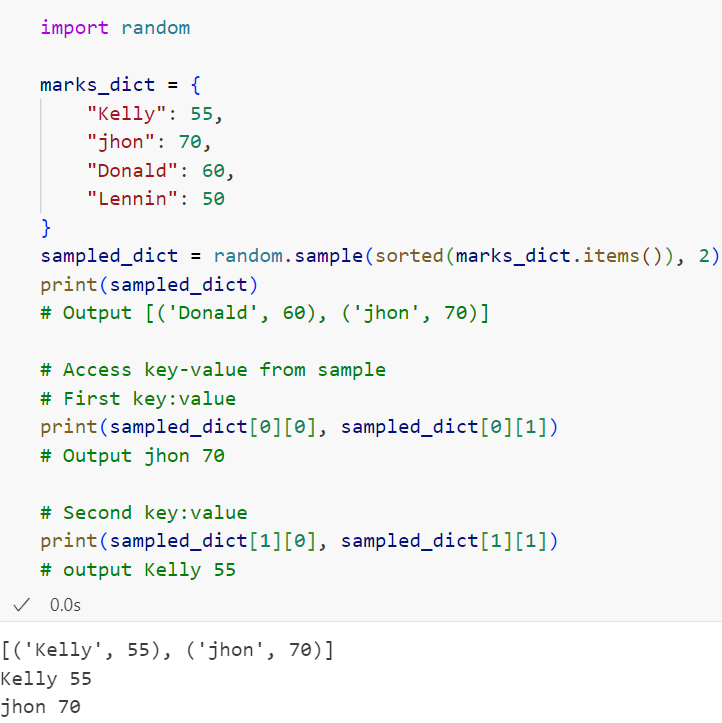 import random
marks_dict = {
"Kelly": 55,
"jhon": 70,
"Donald": 60,
"Lennin": 50
}
sampled_dict = random.sample(sorted(marks_dict.items()), 2)
print(sampled_dict)
# Output [('Donald', 60), ('jhon', 70)]
# Access key-value from sample
# First key:value
print(sampled_dict[0][0], sampled_dict[0][1])
# Output jhon 70
# Second key:value
print(sampled_dict[1][0], sampled_dict[1][1])
# output Kelly 55
0.0s
[('Kelly', 55), ('jhon', 70)]
Kelly 55
jhon 70